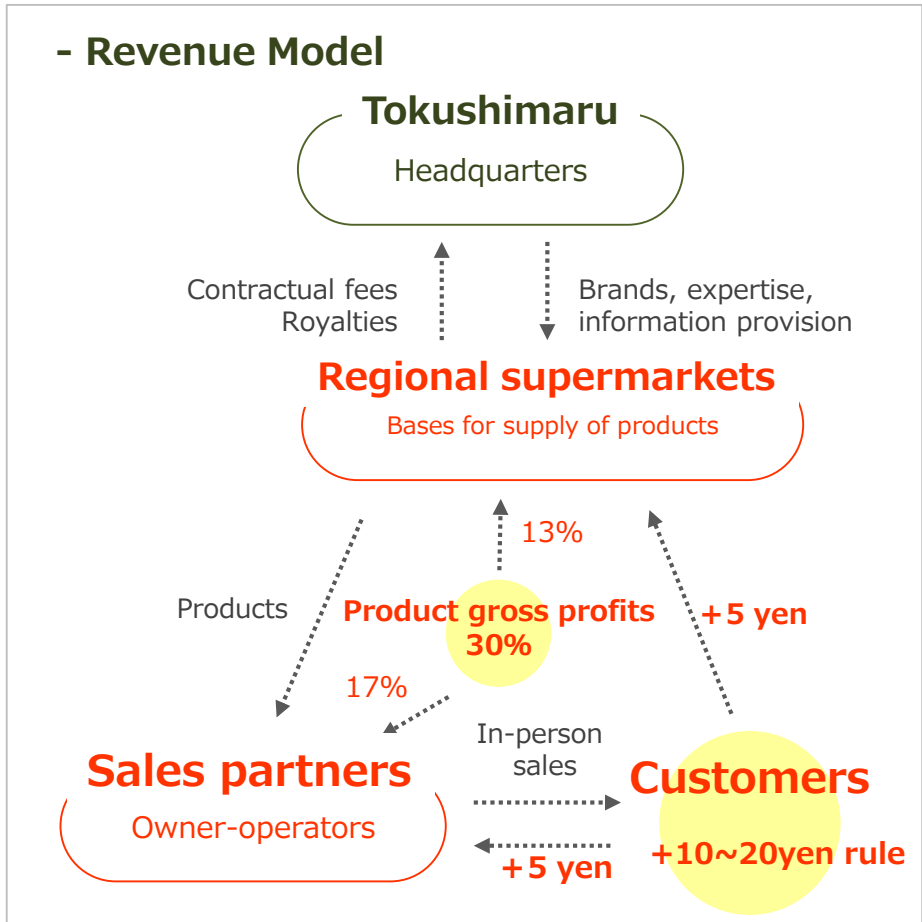 - Revenue Model
Tokushimaru
Headquarters
Contractual fees
Royalties
Brands, expertise,
information provision
Regional supermarkets
Bases for supply of products
13%
Products
Product gross profits
30%
+5 yen
17%
In-person
sales
Sales partners
Owner-operators
Customers
+10~20yen rule
+5 yen